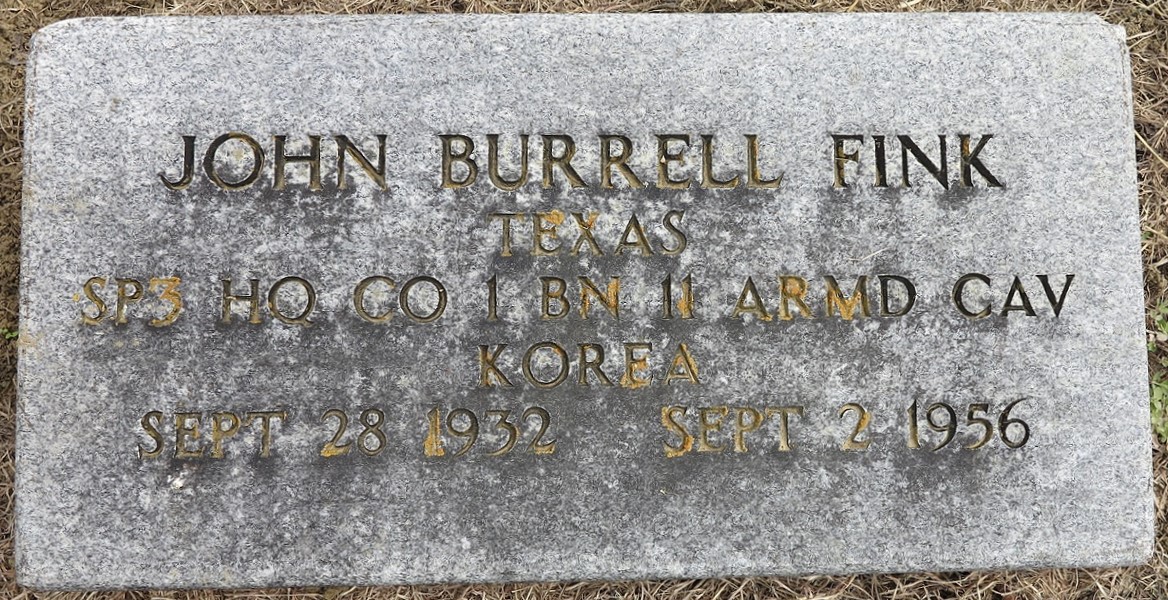 JOHN BURRELL FINK
TEXAS
SP3 HQ CO 1 BN 11 ARMD CAV
KOREA
SEPT 28 1932 SEPT 2 1956